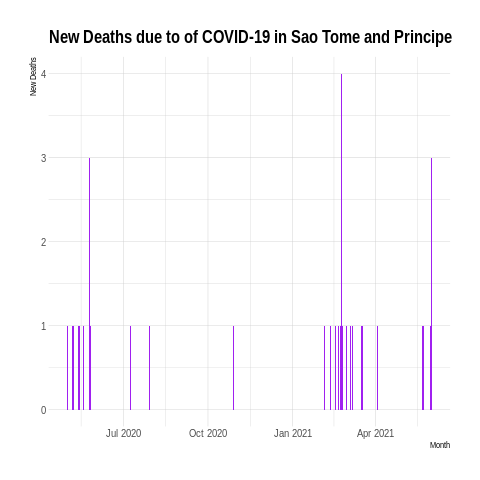 New Deaths due to of COVID-19 in Sao Tome and Principe
New Deaths
4
3
2
1
0
Jul 2020 Oct 2020 Jan 2021 Apr 2021
Month